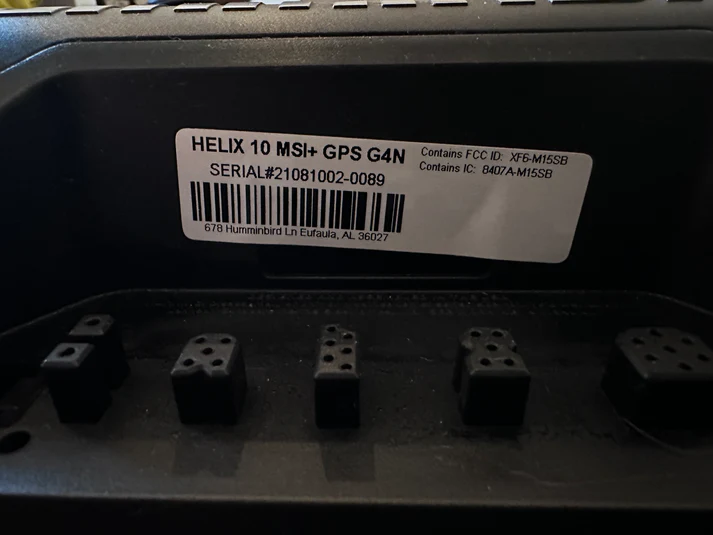 HELIX 10 MSI+ GPS G4N
SERIAL#21081002-0089
678 Humminbird Ln Eufaula, AL 36027
Contains FCC ID: XF6-M15SB
Contains IC: 8407A-M15SB